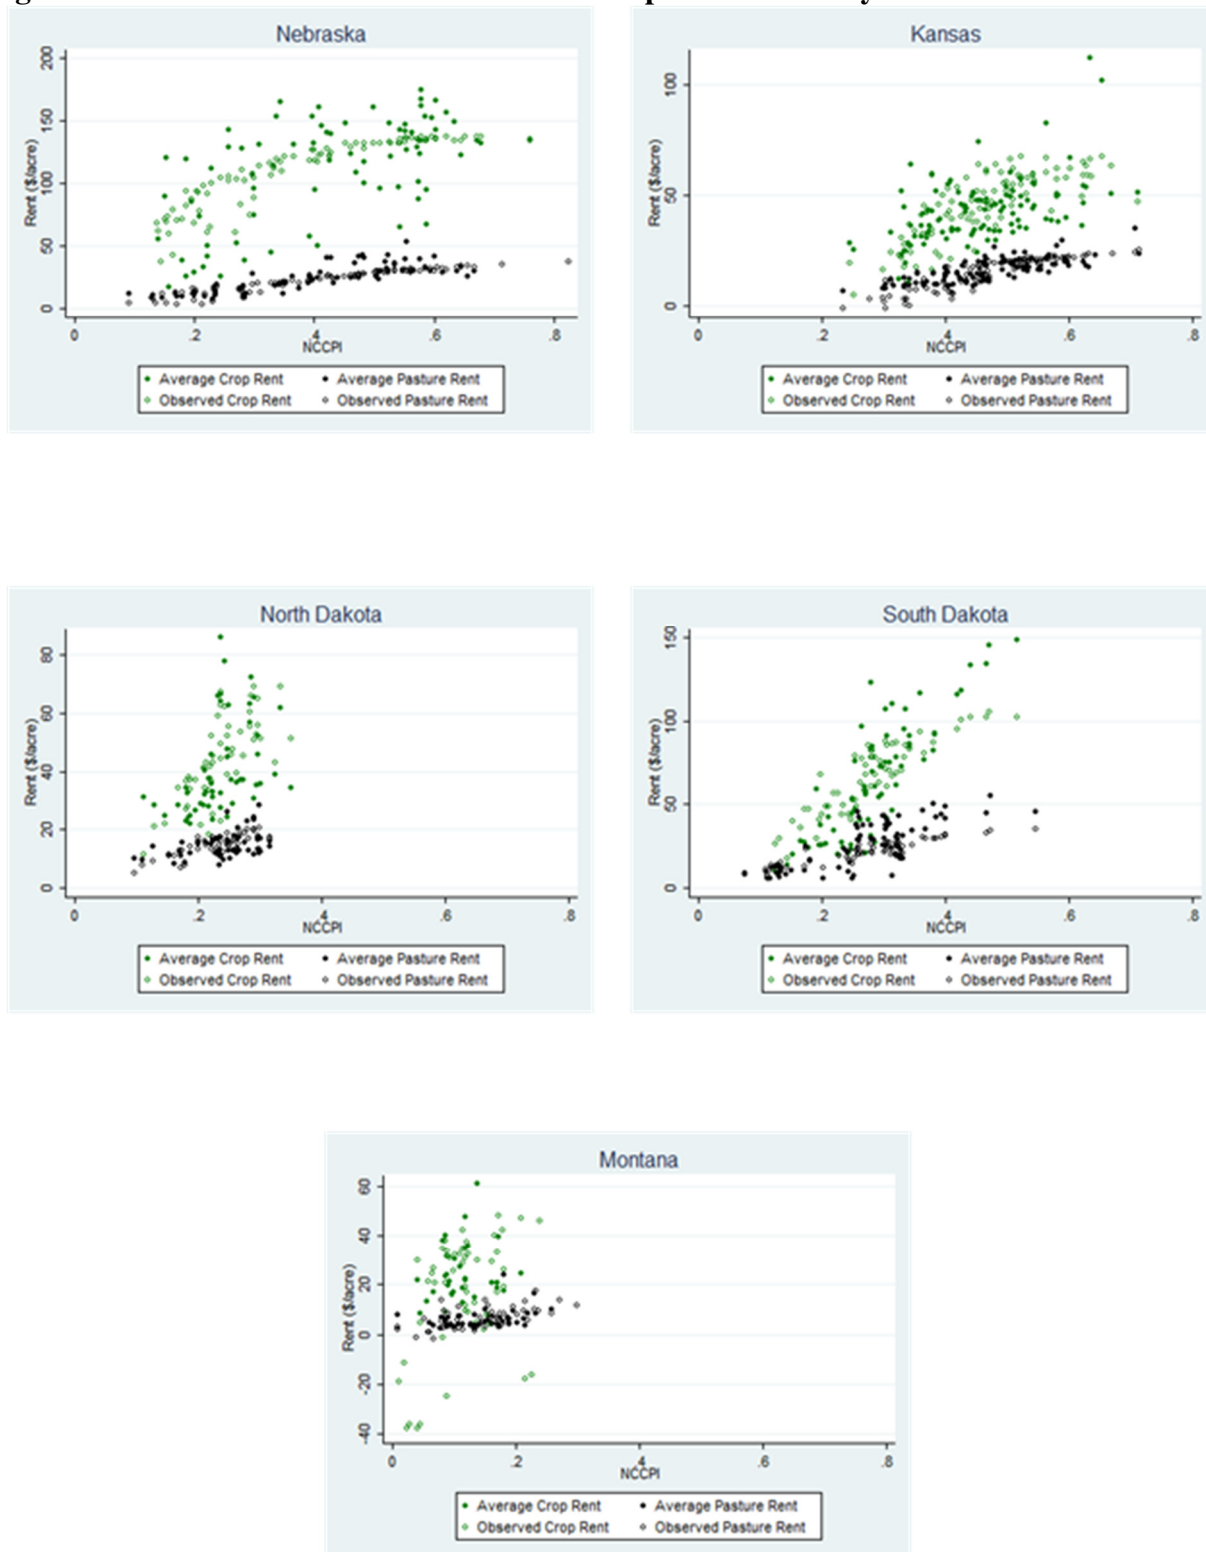 Nebraska
Rent ($/acre)
200
150
100
50
0
0 .2 .4 .6 .8
NCCPI
Average Crop Rent Average Pasture Rent
Observed Crop Rent Observed Pasture Rent
Kansas
Rent ($/acre)
100
50
0
0 .2 .4 .6 .8
NCCPI
Average Crop Rent Average Pasture Rent
Observed Crop Rent Observed Pasture Rent
North Dakota
Rent ($/acre)
80
60
40
20
0
0 .2 .4 .6 .8
NCCPI
Average Crop Rent Average Pasture Rent
Observed Crop Rent Observed Pasture Rent
South Dakota
Rent ($/acre)
150
100
50
0
0 .2 .4 .6 .8
NCCPI
Average Crop Rent Average Pasture Rent
Observed Crop Rent Observed Pasture Rent
Montana
Rent ($/acre)
60
40
20
0
-20
-40
0 .2 .4 .6 .8
NCCPI
Average Crop Rent Average Pasture Rent
Observed Crop Rent Observed Pasture Rent